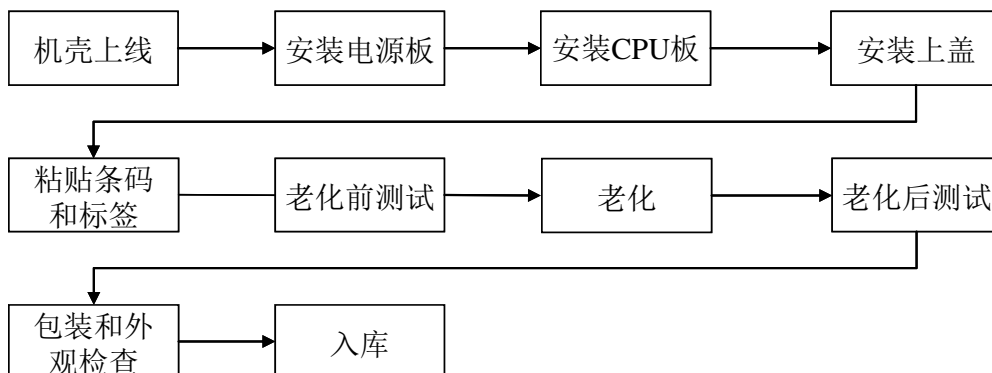 机壳上线
安装电源板
安装CPU板
安装上盖
粘贴条码
和标签
老化前测试
老化
老化后测试
包装和外
观检查
入库